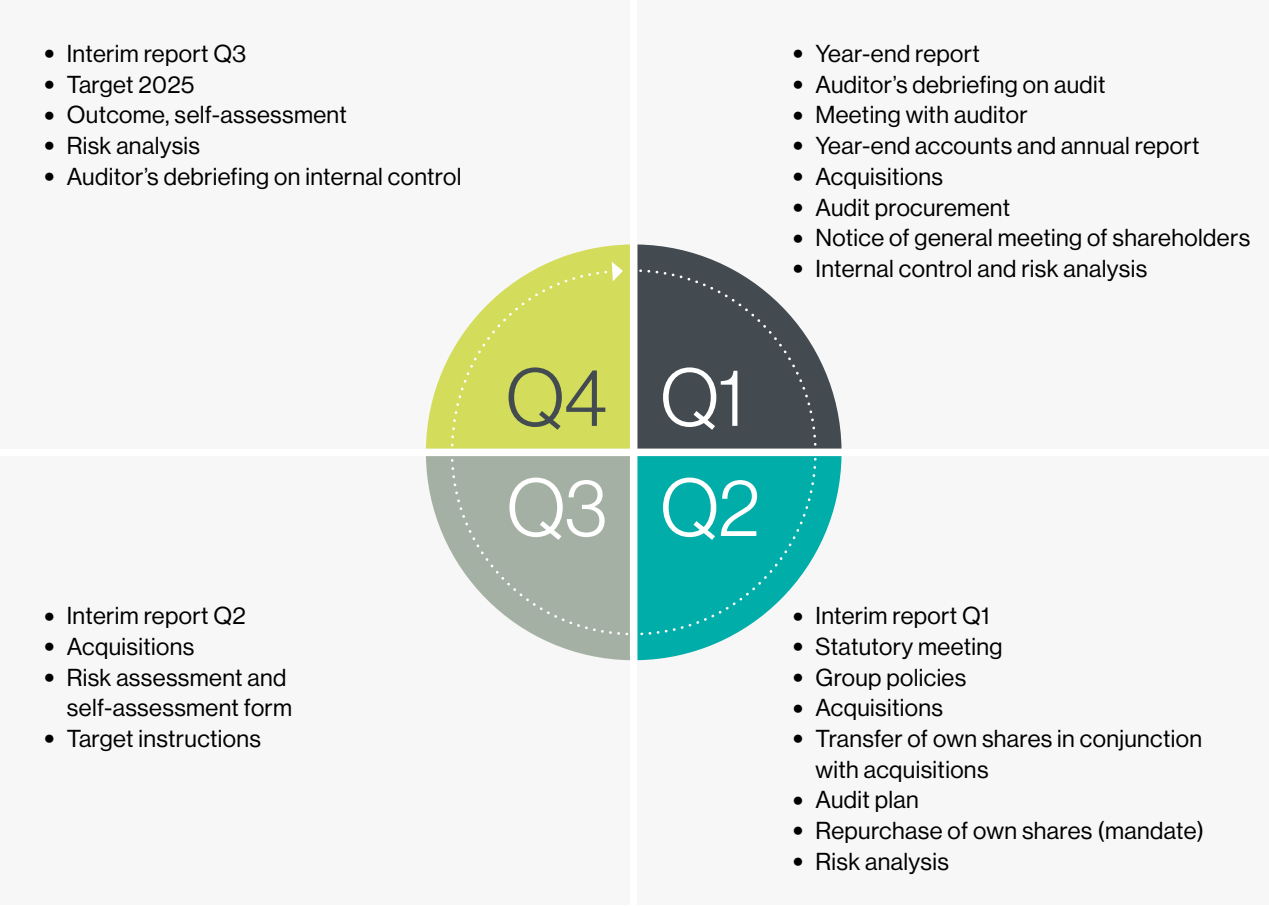 • Interim report Q3
• Target 2025
• Outcome, self-assessment
• Risk analysis
• Auditor’s debriefing on internal control
• Year-end report
• Auditor’s debriefing on audit
• Meeting with auditor
• Year-end accounts and annual report
• Acquisitions
• Audit procurement
• Notice of general meeting of shareholders
• Internal control and risk analysis
Q4
Q1
Q3
Q2
• Interim report Q2
• Acquisitions
• Risk assessment and
self-assessment form
• Target instructions
• Interim report Q1
• Statutory meeting
• Group policies
• Acquisitions
• Transfer of own shares in conjunction
with acquisitions
• Audit plan
• Repurchase of own shares (mandate)
• Risk analysis